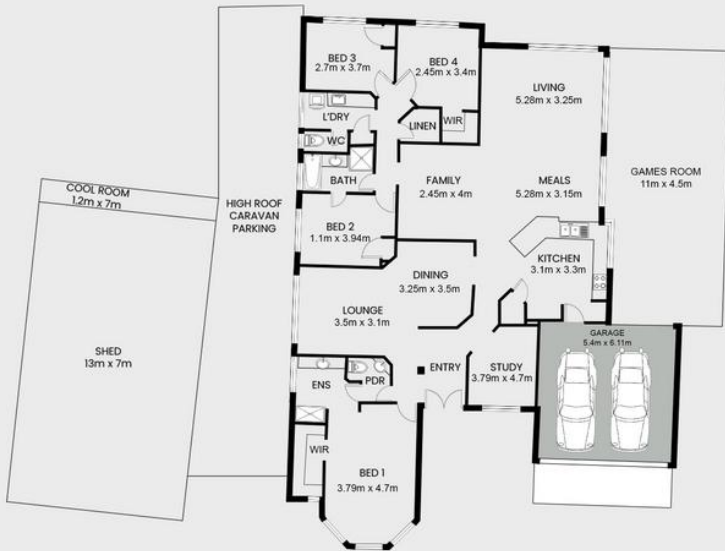 HIGH ROOF
CARAVAN
PARKING
COOL ROOM
1.2m x 7m
SHED
13m x 7m
BED 3
2.7m x 3.7m
BED 4
2.45m x 3.4m
L'DRY
WC
LINEN
WIR
BATH
BED 2
1.1m x 3.94m
FAMILY
2.45m x 4m
LIVING
5.28m x 3.25m
MEALS
5.28m x 3.15m
GAMES ROOM
11m x 4.5m
KITCHEN
3.1m x 3.3m
DINING
3.25m x 3.5m
LOUNGE
3.5m x 3.1m
GARAGE
5.4m x 6.11m
ENS
PDR
ENTRY
STUDY
3.79m x 4.7m
WIR
BED 1
3.79m x 4.7m